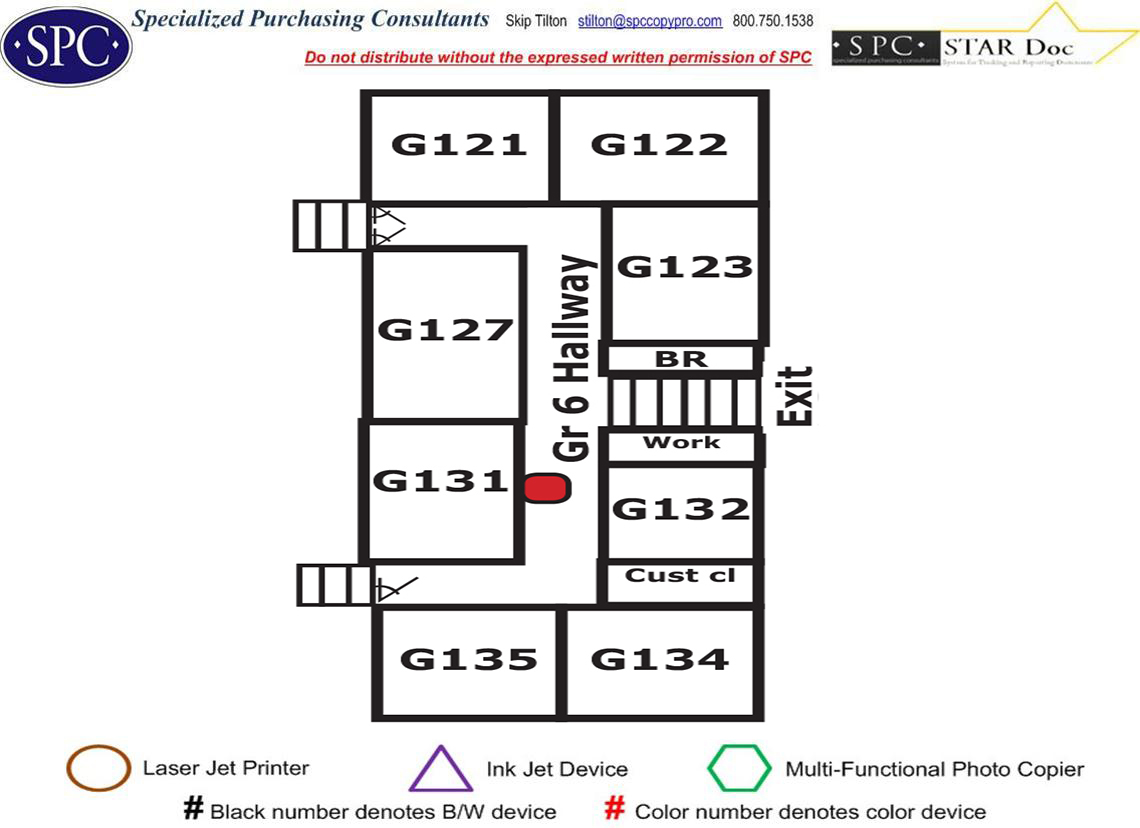 SPC
Specialized Purchasing Consultants Skip Tilton stilton@spccopypro.com 800.750.1538
Do not distribute without the expressed written permission of SPC
·SPC· STAR Doc
specialized purchasing consultants System for Tracking and Reporting Documents
G121 G122
G123
Gr 6 Hallway
G127
BR
Exit
Work
G131
G132
Cust cl
G135 G134
Laser Jet Printer Ink Jet Device Multi-Functional Photo Copier
# Black number denotes B/W device # Color number denotes color device